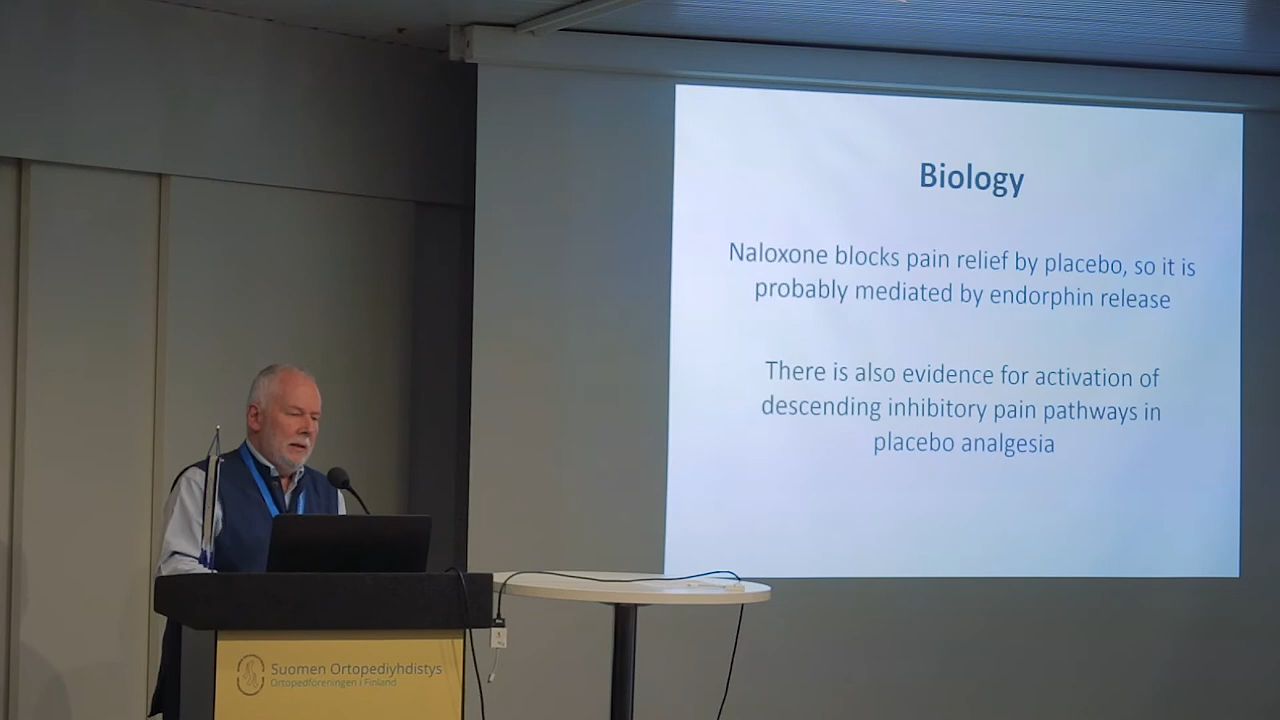 Biology
Naloxone blocks pain relief by placebo, so it is
probably mediated by endorphin release
There is also evidence for activation of
descending inhibitory pain pathways in
placebo analgesia
Suomen Ortopediyhdistys
Ortopedföreningen i Finland